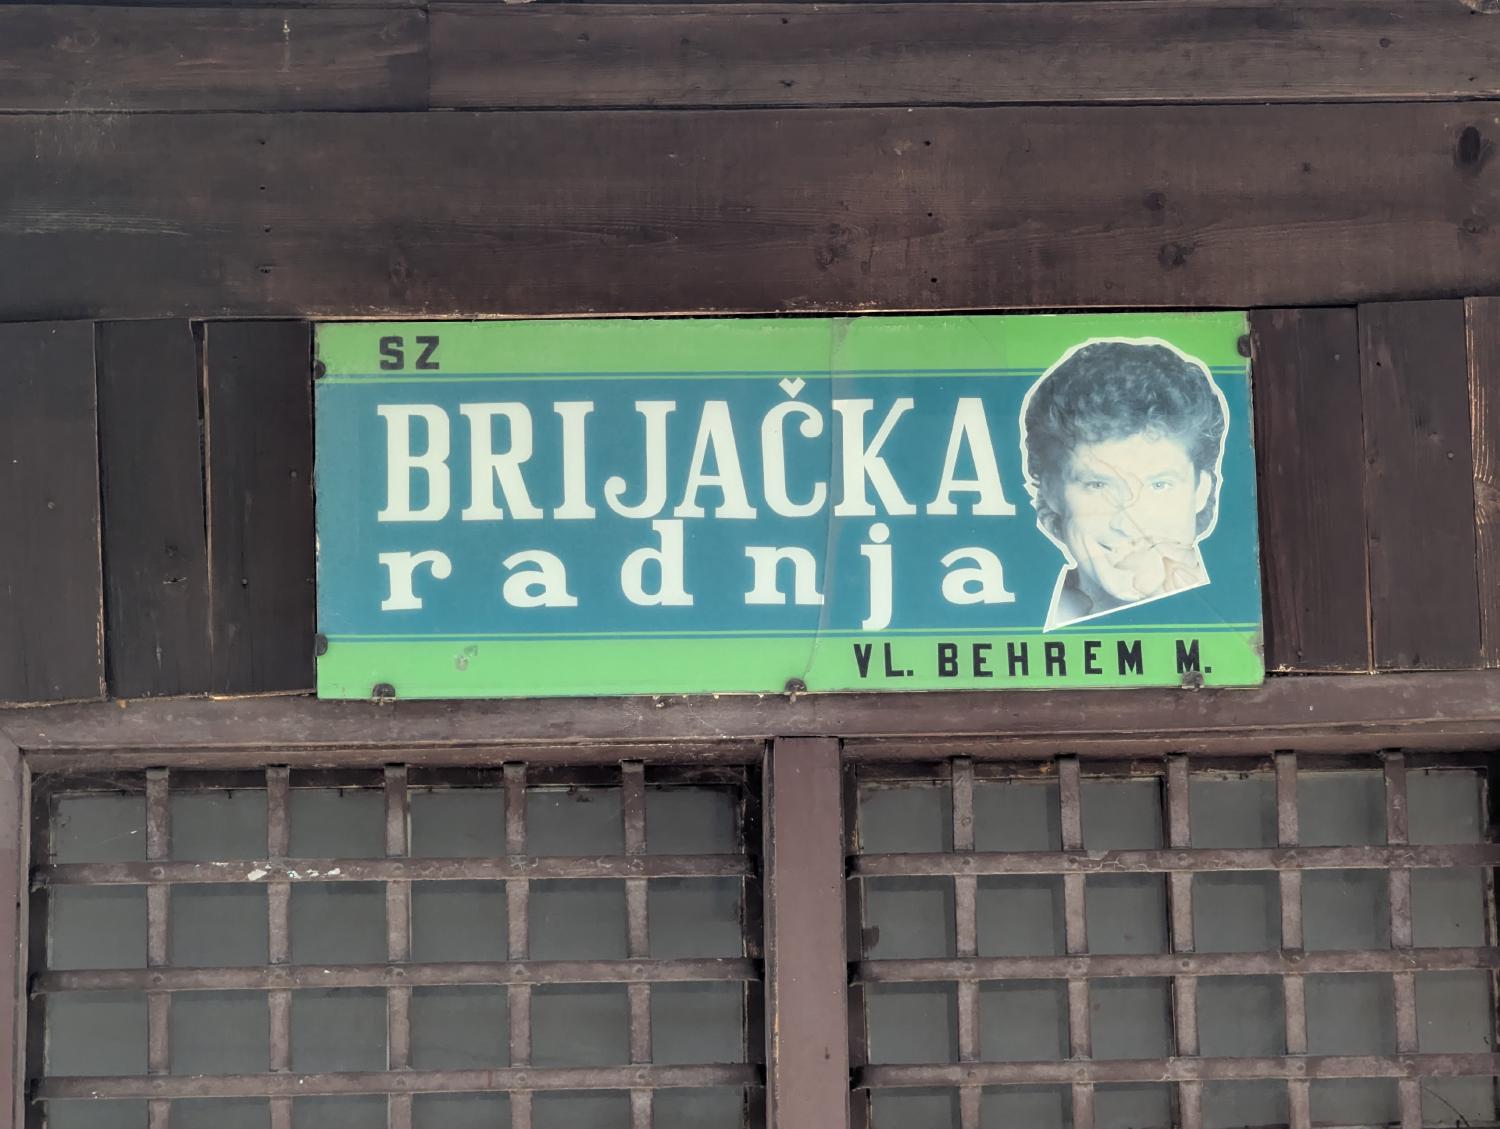 SZ
BRIJAČKA
radnja
VL. BEHREM M.